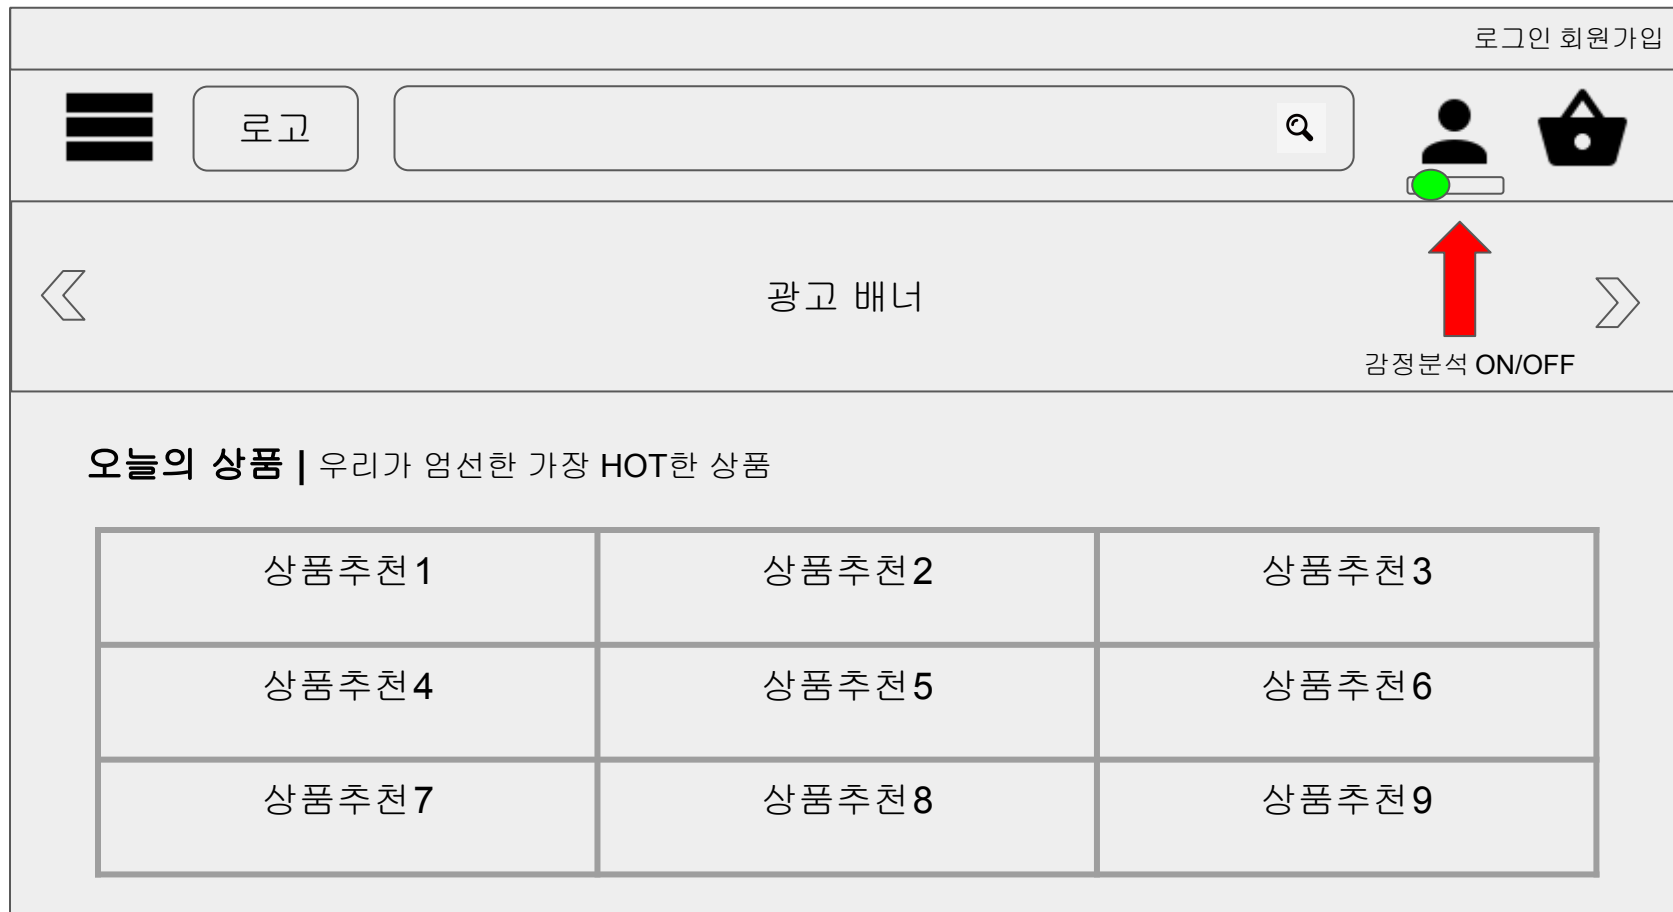 로그인 회원가입
로고
광고 배너
감정분석 ON/OFF
오늘의 상품 | 우리가 엄선한 가장 HOT한 상품
상품추천1 상품추천2 상품추천3
상품추천4 상품추천5 상품추천6
상품추천7 상품추천8 상품추천9